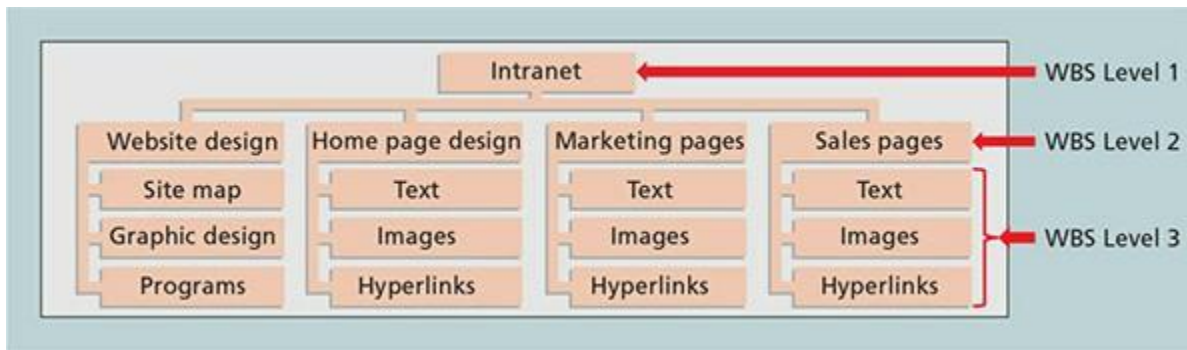 Intranet
WBS Level 1
Website design
Home page design
Marketing pages
Sales pages
WBS Level 2
Site map
Text
Text
Text
Graphic design
Images
Images
Images
WBS Level 3
Programs
Hyperlinks
Hyperlinks
Hyperlinks